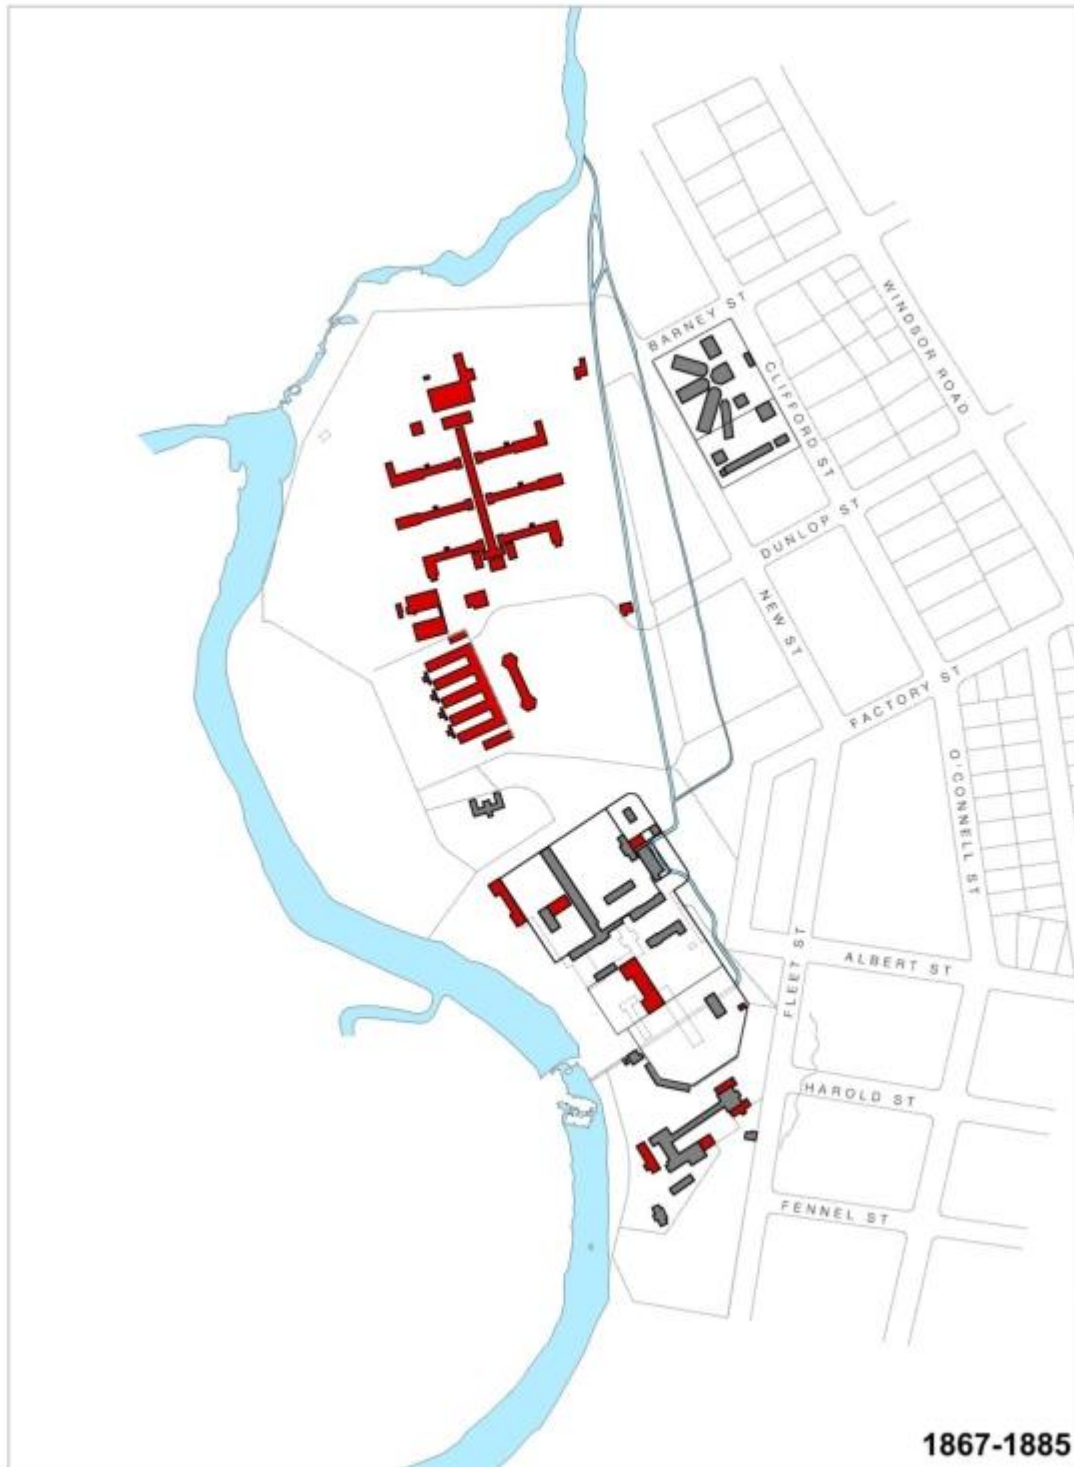 BARNEY ST
WINDSOR ROAD
CLIFFORD ST
DUNLOP ST
NEW ST
FACTORY ST
O'CONNELL ST
FLEET ST
ALBERT ST
HAROLD ST
FENNEL ST
1867-1885